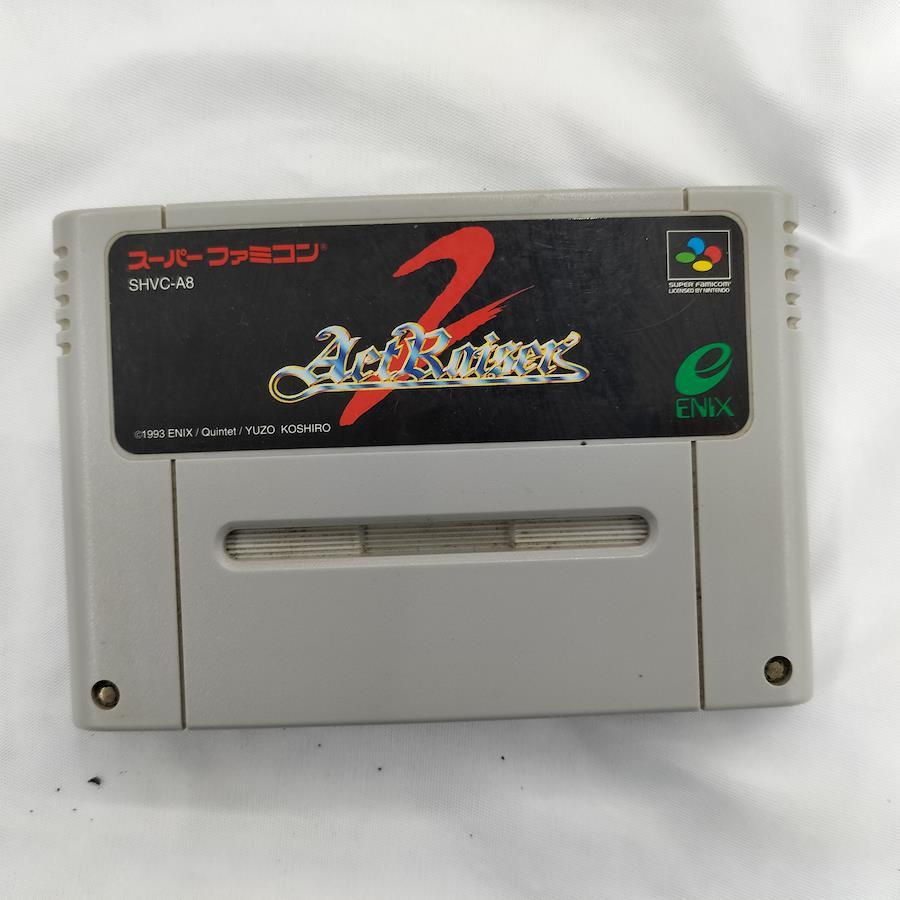 スーパーファミコン®
SHVC-A8
2
ActRaiser
SUPER FAMICOM
LICENSED BY NINTENDO
e
ENIX
©1993 ENIX / Quintet / YUZO KOSHIRO